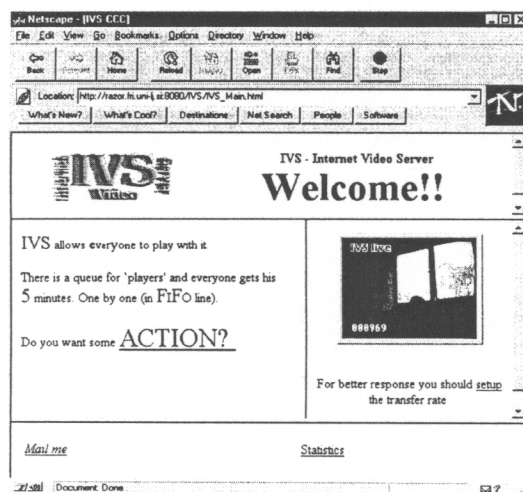 Netscape - [IVS CCC]
File Edit View Go Bookmarks Options Directory Window Help
Back Forward Home Reload Images Open Print Find Stop
Location: http://razor.fri.uni-lj.si:8080/IVS/IVS_Main.html
What's New? What's Cool? Destinations Net Search People Software
N
IVS
Video
IVS - Internet Video Server
Welcome!!
IVS allows everyone to play with it
There is a queue for 'players' and everyone gets his
5 minutes. One by one (in FIFO line).
Do you want some ACTION?
IVS live
000969
For better response you should setup
the transfer rate
Mail me
Statistics
Document: Done